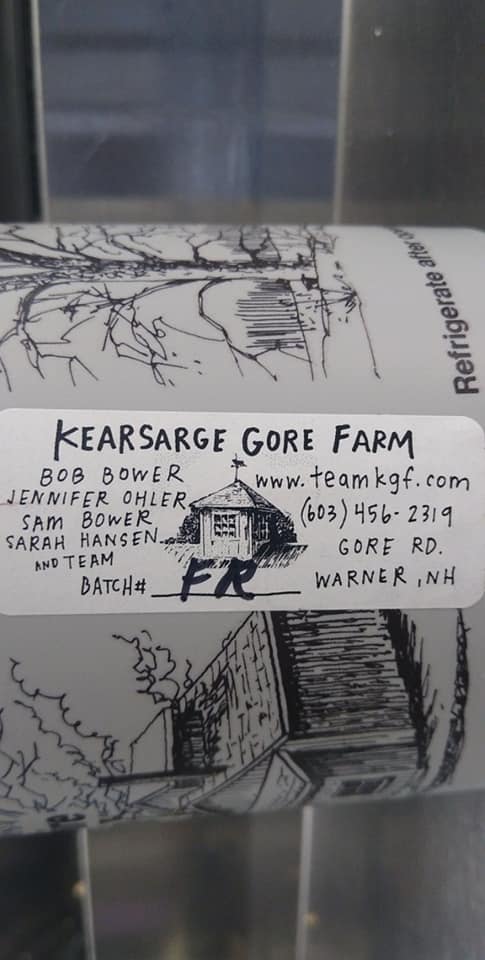 Refrigerate after
KEARSARGE GORE FARM
BOB BOWER
JENNIFER OHLER
SAM BOWER
SARAH HANSEN
AND TEAM
BATCH# FR
www.teamkgf.com
(603) 456-2319
GORE RD.
WARNER, NH